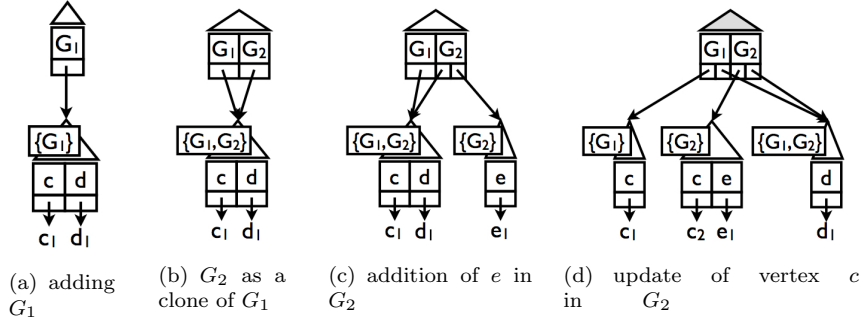 G₁
{G₁}
c d
c₁ d₁
(a) adding
G₁
G₁ G₂
{G₁,G₂}
c d
c₁ d₁
(b) G₂ as a
clone of G₁
G₁ G₂
{G₁,G₂} {G₂}
c d e
c₁ d₁ e₁
(c) addition of e in
G₂
G₁ G₂
{G₁} {G₂} {G₁,G₂}
c c e d
c₁ c₂ e₁ d₁
(d) update of vertex c
in G₂